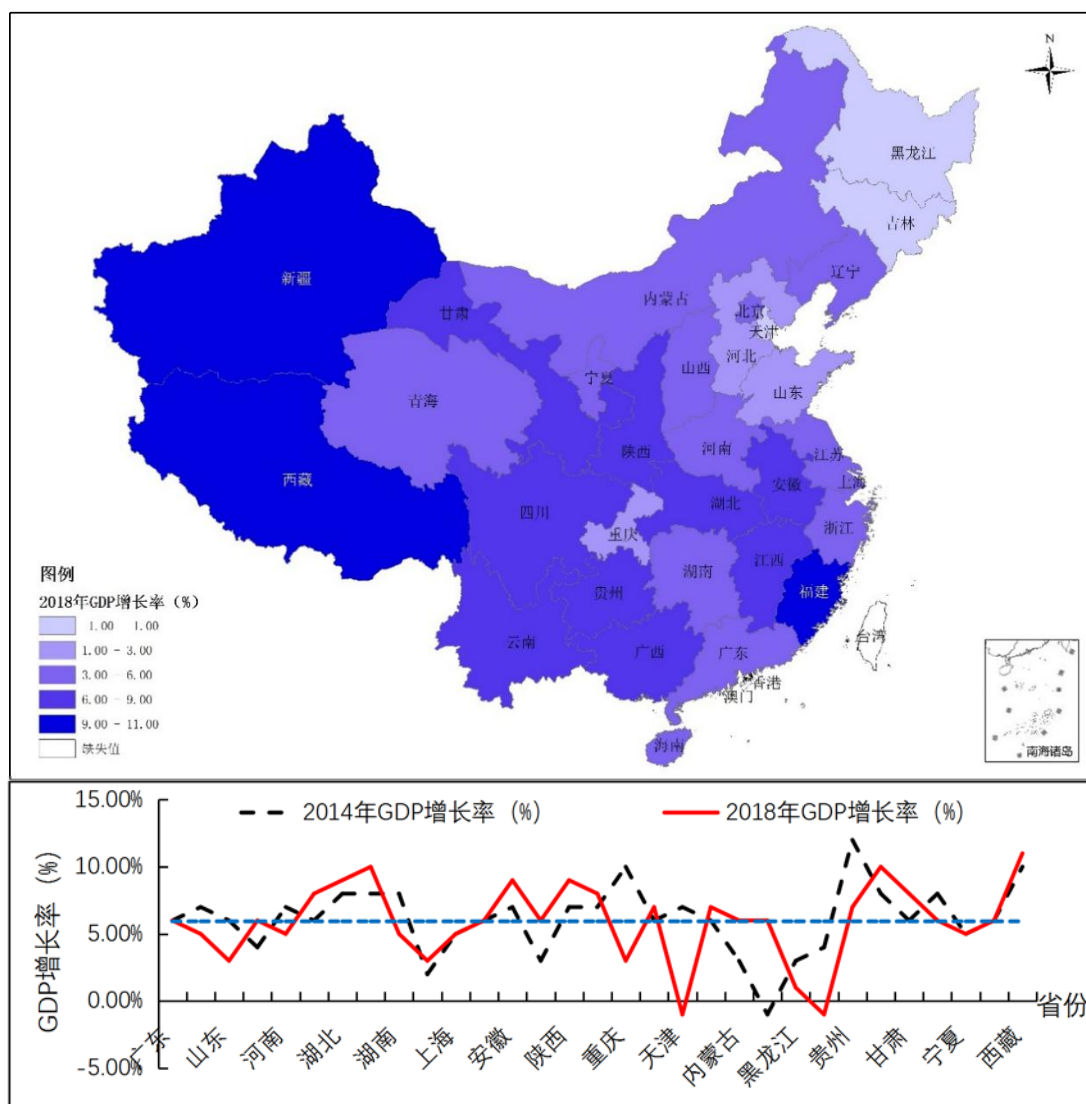 N
黑龙江
吉林
辽宁
新疆
内蒙古
甘肃
北京
天津
河北
山西
宁夏
山东
青海
陕西
河南
江苏
西藏
安徽
上海
四川
湖北
重庆
浙江
湖南
江西
贵州
福建
云南
广西
广东
台湾
香港
澳门
海南
南海诸岛
图例
2018年GDP增长率（%）
1.00 1.00
1.00 - 3.00
3.00 6.00
6.00 - 9.00
9.00 - 11.00
缺失值
15.00%
10.00%
5.00%
0.00%
-5.00%
GDP增长率（%）
2014年GDP增长率（%）
2018年GDP增长率（%）
省份
广东
山东
河南
湖北
湖南
上海
安徽
陕西
重庆
天津
内蒙古
黑龙江
贵州
甘肃
宁夏
西藏